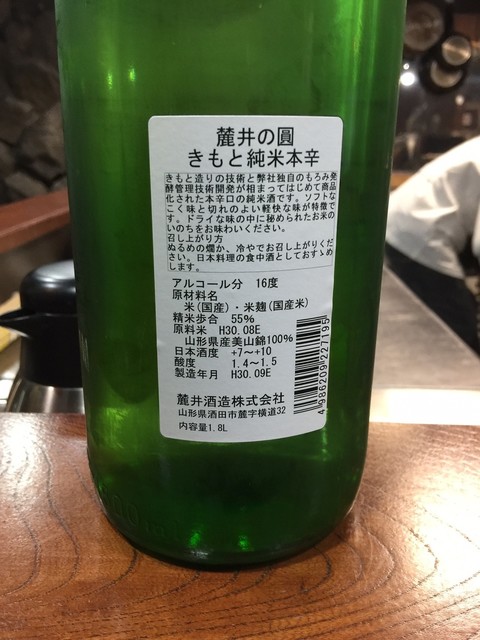 麓井の圓
きもと純米本辛
きもと造りの技術と弊社独自のもろみ発
酵管理技術開発が相まってはじめて商品
化された本辛口の純米酒です。ソフトな
こく味と切れのよい軽快な味が特徴で
す。ドライな味の中に秘められたお米の
いのちをお味わいください。
召し上がり方
ぬるめの燗か、冷やでお召し上がりくだ
さい。日本料理の食中酒としておすゝめ
します。
アルコール分 16度
原材料名
米(国産)・米麹(国産米)
精米歩合 55%
原料米 H30.08E
山形県産美山錦100%
日本酒度 +7～+10
酸度 1.4～1.5
製造年月 H30.09E
麓井酒造株式会社
山形県酒田市麓字横道32
内容量1.8L
4 986209 227195